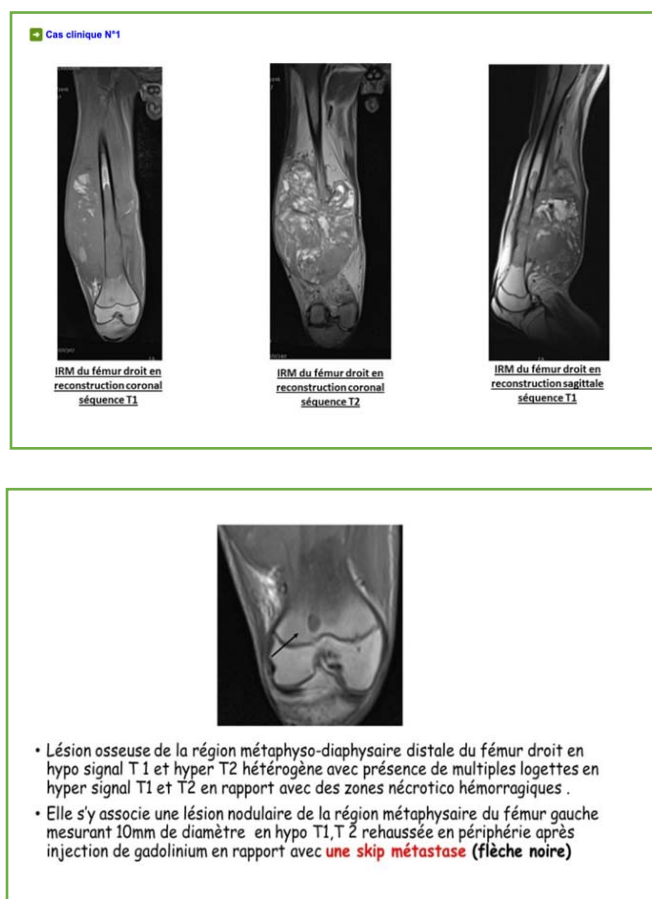 Cas clinique N°1
IRM du fémur droit en
reconstruction coronal
séquence T1
IRM du fémur droit en
reconstruction coronal
séquence T2
IRM du fémur droit en
reconstruction sagittale
séquence T1
• Lésion osseuse de la région métaphyso-diaphysaire distale du fémur droit en
hypo signal T 1 et hyper T2 hétérogène avec présence de multiples logettes en
hyper signal T1 et T2 en rapport avec des zones nécrotico hémorragiques .
• Elle s'y associe une lésion nodulaire de la région métaphysaire du fémur gauche
mesurant 10mm de diamètre en hypo T1,T 2 rehaussée en périphérie après
injection de gadolinium en rapport avec une skip métastase (flèche noire)